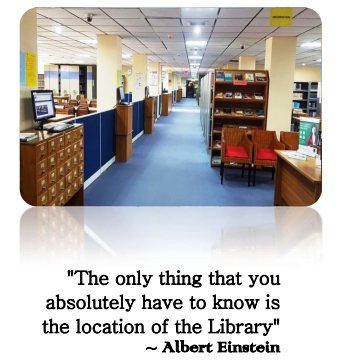 "The only thing that you
absolutely have to know is
the location of the Library"
~ Albert Einstein